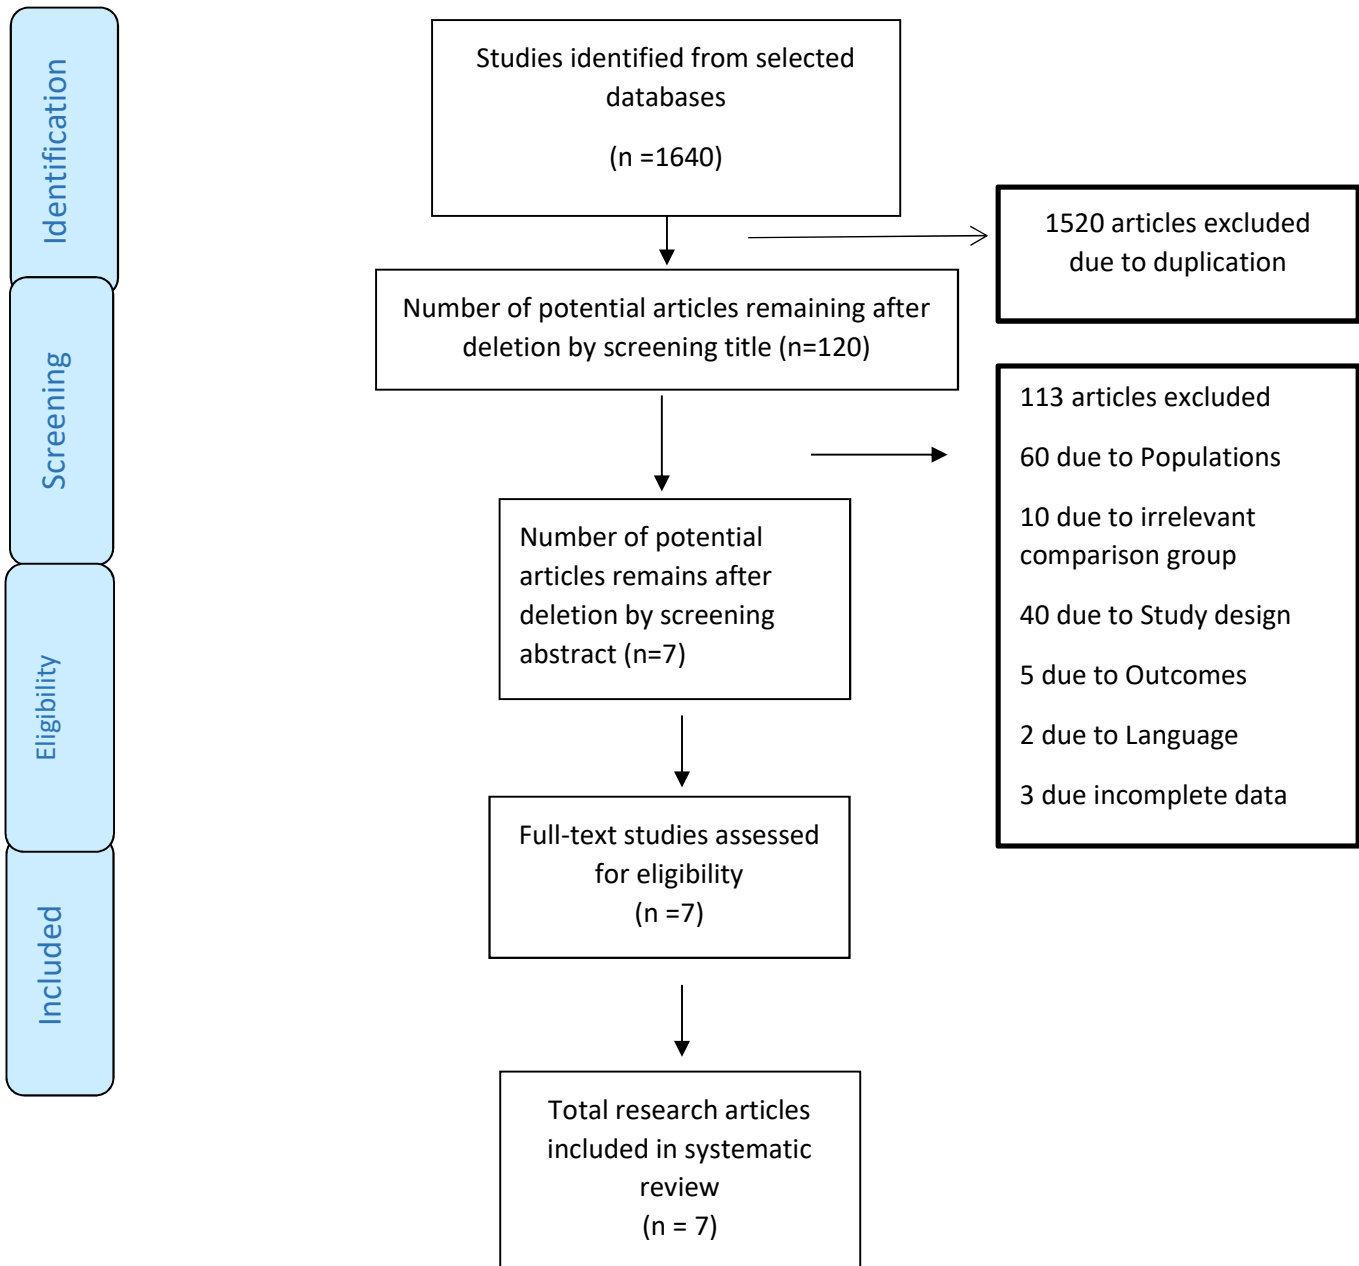 Identification
Screening
Eligibility
Included
Studies identified from selected
databases
(n =1640)
1520 articles excluded
due to duplication
Number of potential articles remaining after
deletion by screening title (n=120)
113 articles excluded
60 due to Populations
10 due to irrelevant
comparison group
40 due to Study design
5 due to Outcomes
2 due to Language
3 due incomplete data
Number of potential
articles remains after
deletion by screening
abstract (n=7)
Full-text studies assessed
for eligibility
(n =7)
Total research articles
included in systematic
review
(n = 7)